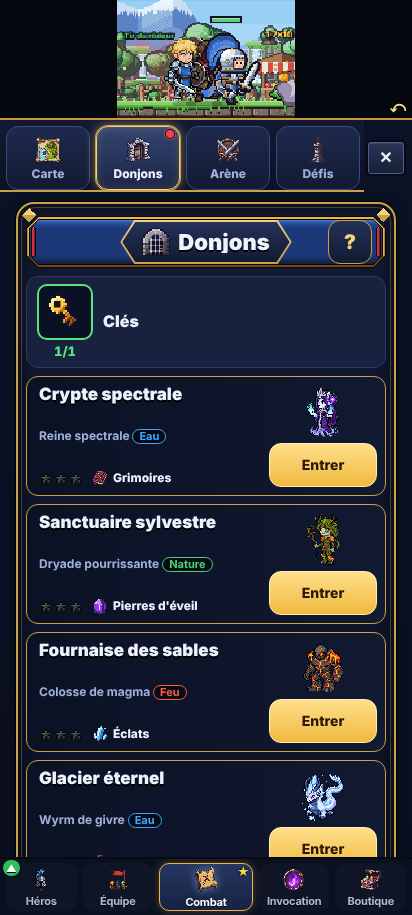 Carte
Donjons
Arène
Défis
Donjons
?
Clés
1/1
Crypte spectrale
Reine spectrale Eau
Grimoires
Entrer
Sanctuaire sylvestre
Dryade pourrissante Nature
Pierres d'éveil
Entrer
Fournaise des sables
Colosse de magma Feu
Éclats
Entrer
Glacier éternel
Wyrm de givre Eau
Entrer
Héros
Équipe
Combat
Invocation
Boutique